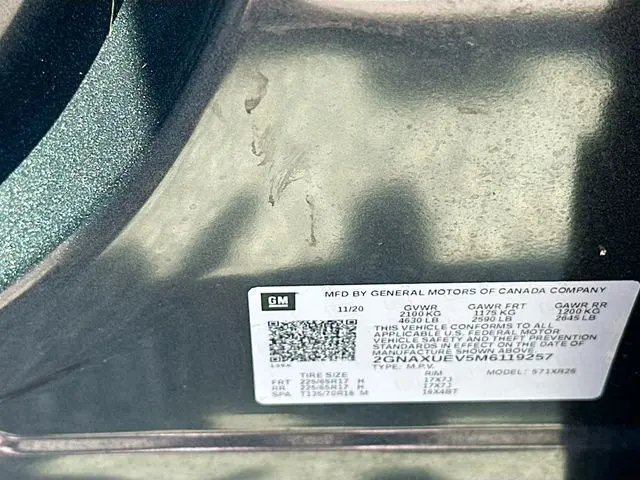 GM MFD BY GENERAL MOTORS OF CANADA COMPANY
11/20 GVWR GAWR FRT GAWR RR
2100 KG 1175 KG 1200 KG
4630 LB 2590 LB 2645 LB
THIS VEHICLE CONFORMS TO ALL
APPLICABLE U.S. FEDERAL MOTOR
VEHICLE SAFETY AND THEFT PREVENTION
STANDARDS IN EFFECT ON THE DATE OF
MANUFACTURE SHOWN ABOVE.
2GNAXUEV5M6119257
TYPE: M.P.V. MODEL: S71XR26
TIRE SIZE RIM
FRT 225/65R17 H 17X7J
RR 225/65R17 H 17X7J
SPA T135/70R16 M 16X4BT